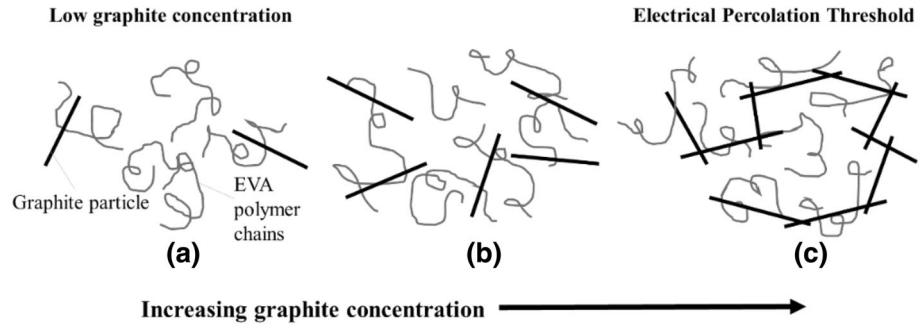 Low graphite concentration
Electrical Percolation Threshold
Graphite particle
EVA
polymer
chains
(a)
(b)
(c)
Increasing graphite concentration